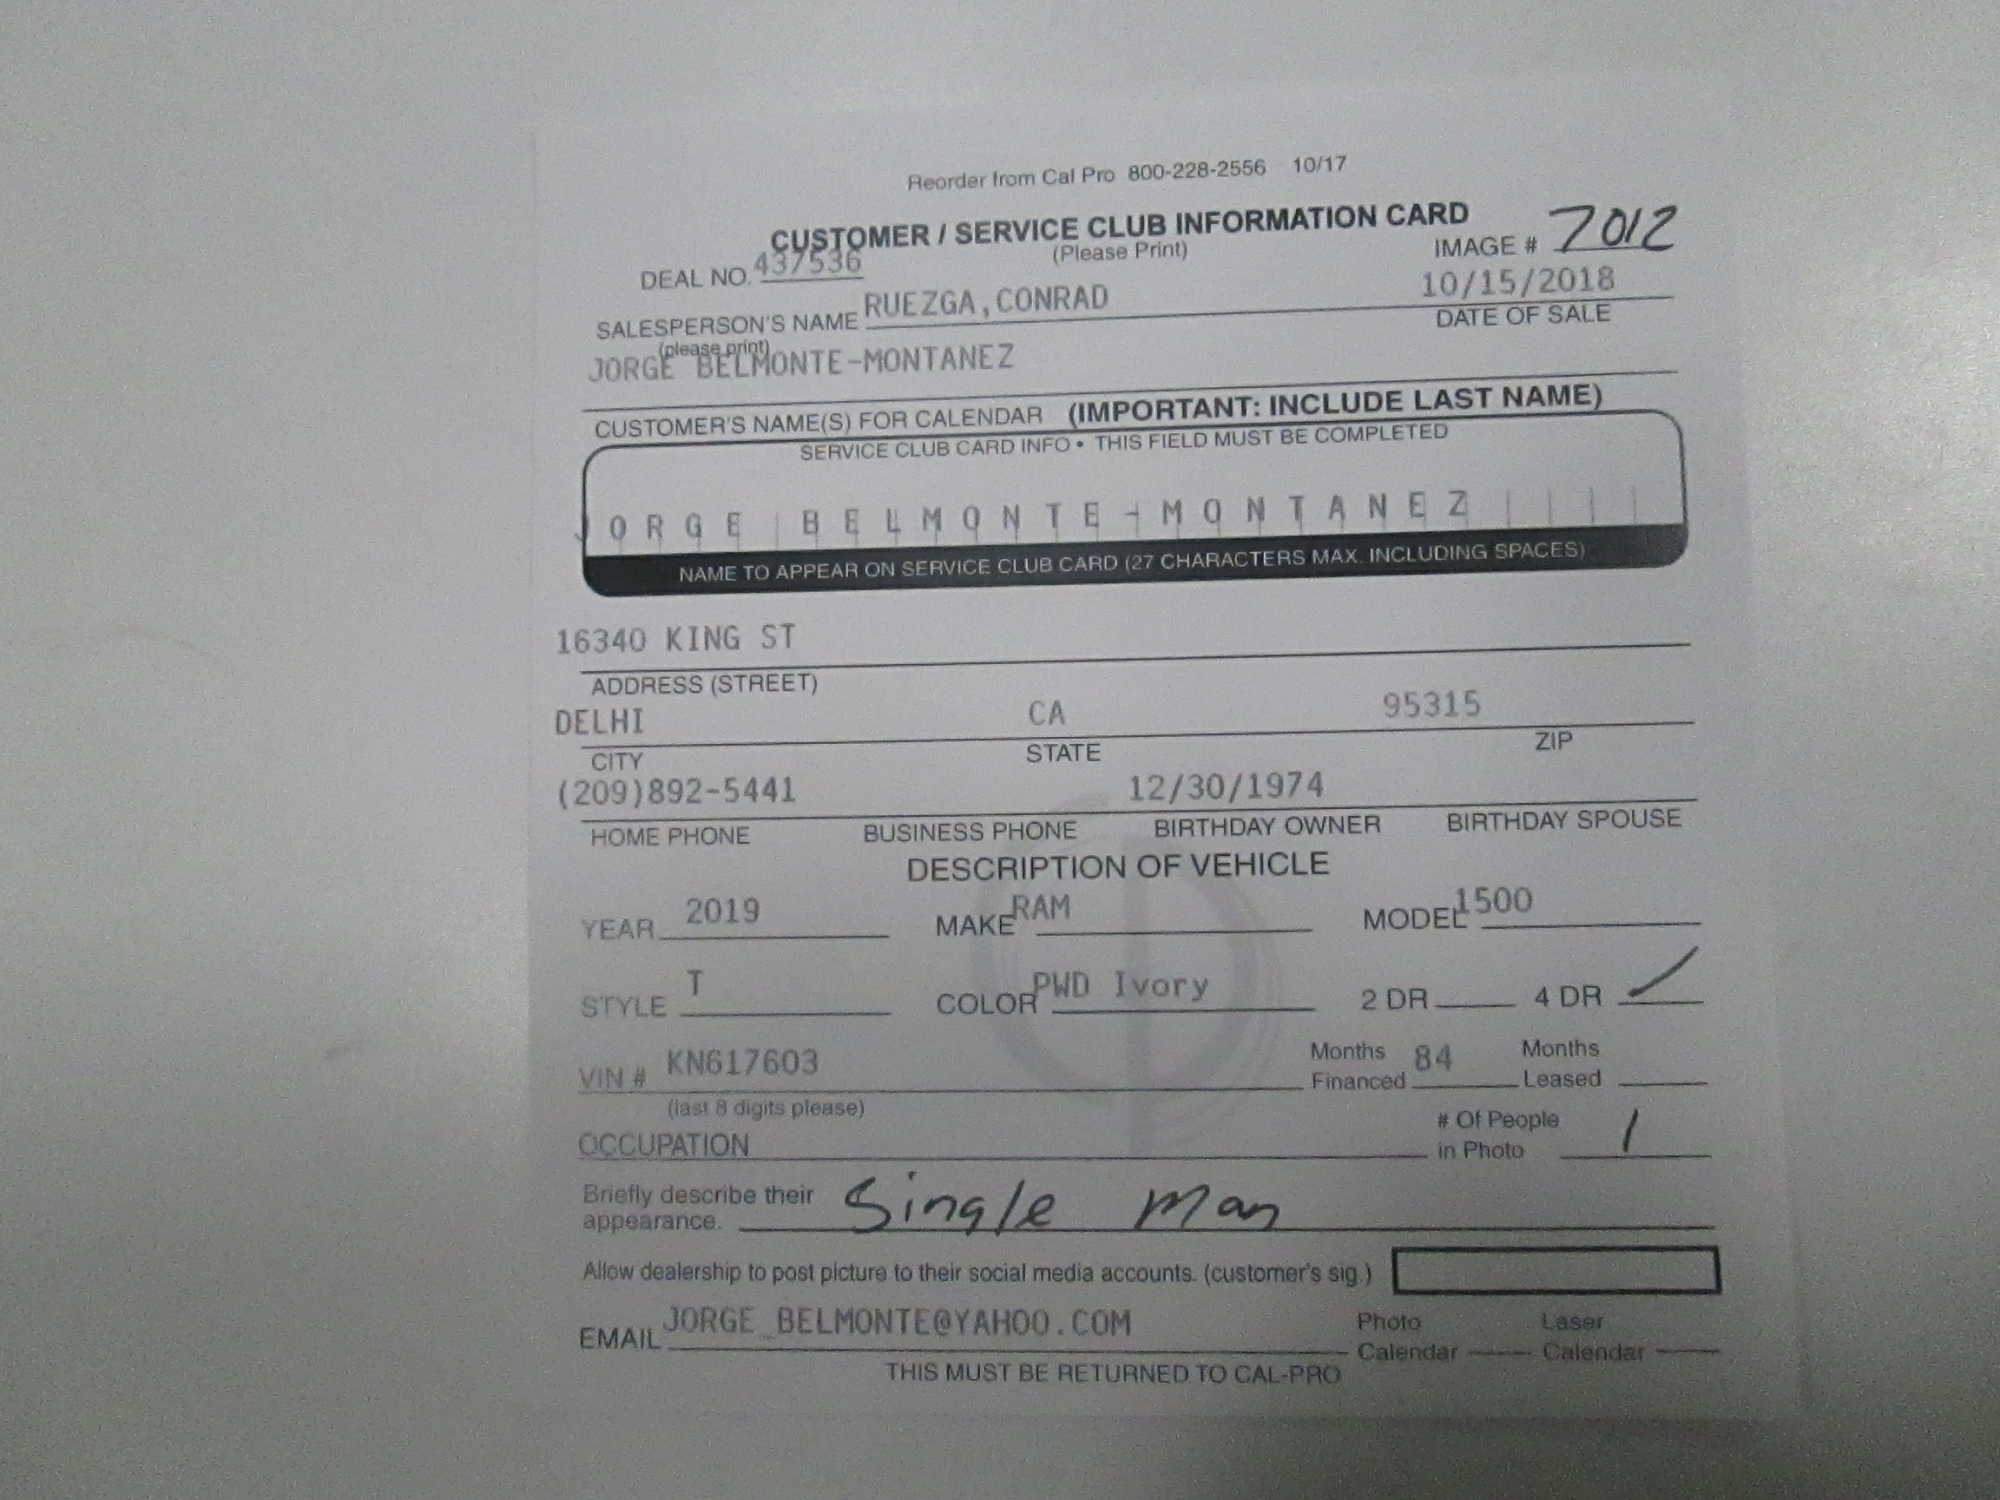 Reorder from Cal Pro 800-228-2556 10/17
CUSTOMER / SERVICE CLUB INFORMATION CARD
(Please Print)
IMAGE # 7012
DEAL NO. 437536
10/15/2018
SALESPERSON'S NAME RUEZGA,CONRAD
DATE OF SALE
(please print)
JORGE BELMONTE-MONTANEZ
CUSTOMER'S NAME(S) FOR CALENDAR (IMPORTANT: INCLUDE LAST NAME)
SERVICE CLUB CARD INFO • THIS FIELD MUST BE COMPLETED
JORGE BELMONTE-MONTANEZ
NAME TO APPEAR ON SERVICE CLUB CARD (27 CHARACTERS MAX. INCLUDING SPACES)
16340 KING ST
ADDRESS (STREET)
DELHI CA 95315
CITY STATE ZIP
(209)892-5441 12/30/1974
HOME PHONE BUSINESS PHONE BIRTHDAY OWNER BIRTHDAY SPOUSE
DESCRIPTION OF VEHICLE
YEAR 2019 MAKE RAM MODEL 1500
STYLE T COLOR PWD Ivory 2 DR 4 DR
VIN # KN617603 Months Financed 84 Months Leased
(last 8 digits please)
OCCUPATION # Of People in Photo 1
Briefly describe their appearance. Single Man
Allow dealership to post picture to their social media accounts. (customer's sig.)
EMAIL JORGE_BELMONTE@YAHOO.COM Photo Calendar Laser Calendar
THIS MUST BE RETURNED TO CAL-PRO